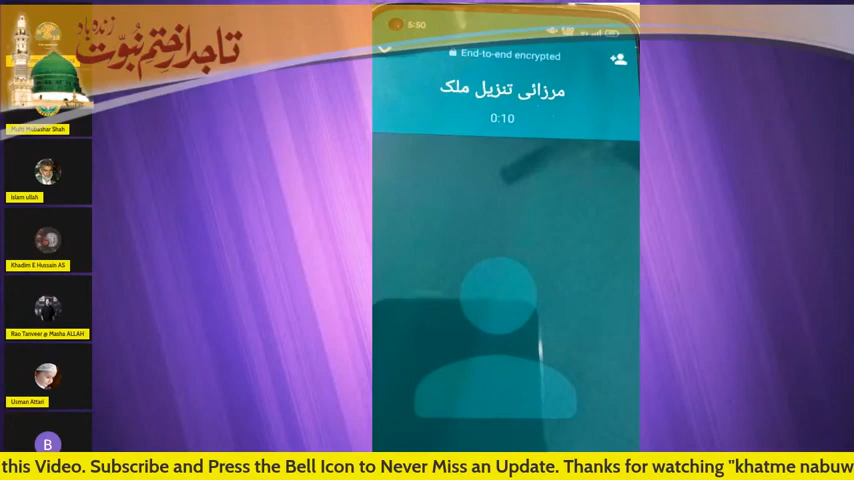 زندہ باد
تاجدار ختم نبوّت
Mufti Mubashar Shah
Islam ullah
Khadim E Hussain AS
Rao Tanveer @ Masha ALLAH
Usman Attari
B
5:50
End-to-end encrypted
مرزائی تنزیل ملک
0:10
this Video. Subscribe and Press the Bell Icon to Never Miss an Update. Thanks for watching "khatme nabuw